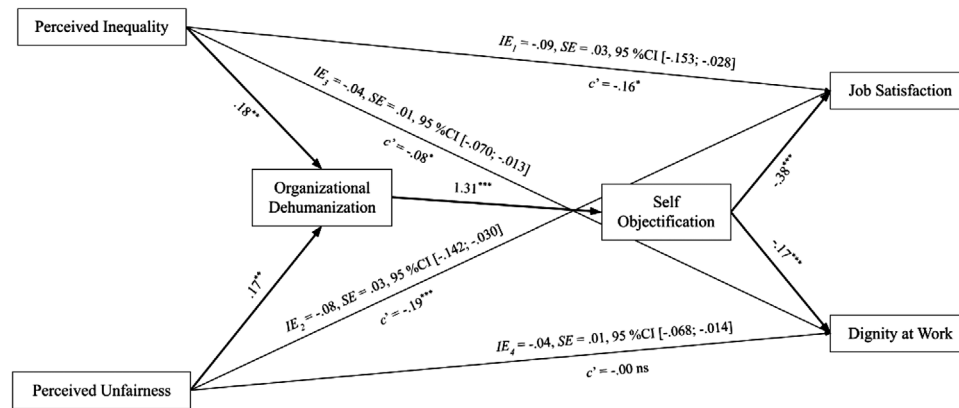 Perceived Inequality
IE1 = -.09, SE = .03, 95 %CI [-.153; -.028]
c' = -.16*
Job Satisfaction
IE3 = -.04, SE = .01, 95 %CI [-.070; -.013]
c' = -.08*
.18**
Organizational
Dehumanization
1.31***
Self
Objectification
-.38***
-.17***
.17**
IE2 = -.08, SE = .03, 95 %CI [-.142; -.030]
c' = -.19***
IE4 = -.04, SE = .01, 95 %CI [-.068; -.014]
c' = -.00 ns
Dignity at Work
Perceived Unfairness